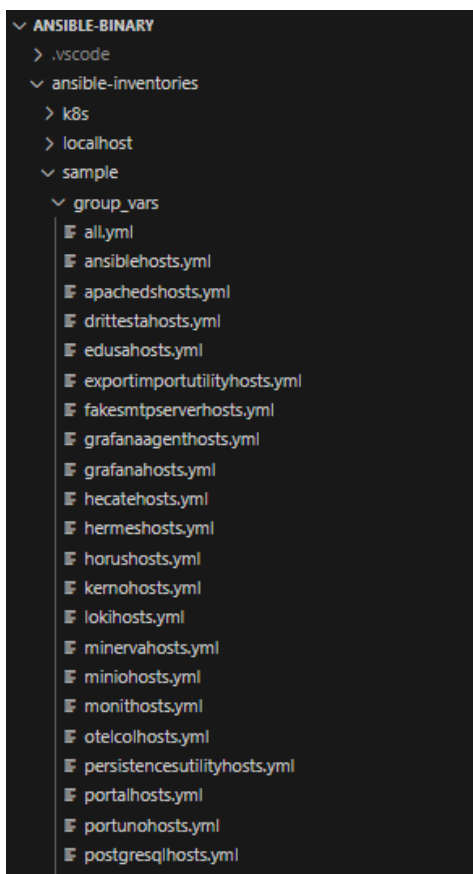 ANSIBLE-BINARY
.vscode
ansible-inventories
k8s
localhost
sample
group_vars
all.yml
ansiblehosts.yml
apachedshosts.yml
drittestahosts.yml
edusahosts.yml
exportimportutilityhosts.yml
fakesmtpserverhosts.yml
grafanaagenthosts.yml
grafanahosts.yml
hecatehosts.yml
hermeshosts.yml
horushosts.yml
kernohosts.yml
lokihosts.yml
minervahosts.yml
miniohosts.yml
monithosts.yml
otelcolhosts.yml
persistencesutilityhosts.yml
portalhosts.yml
portunohosts.yml
postgresqlhosts.yml